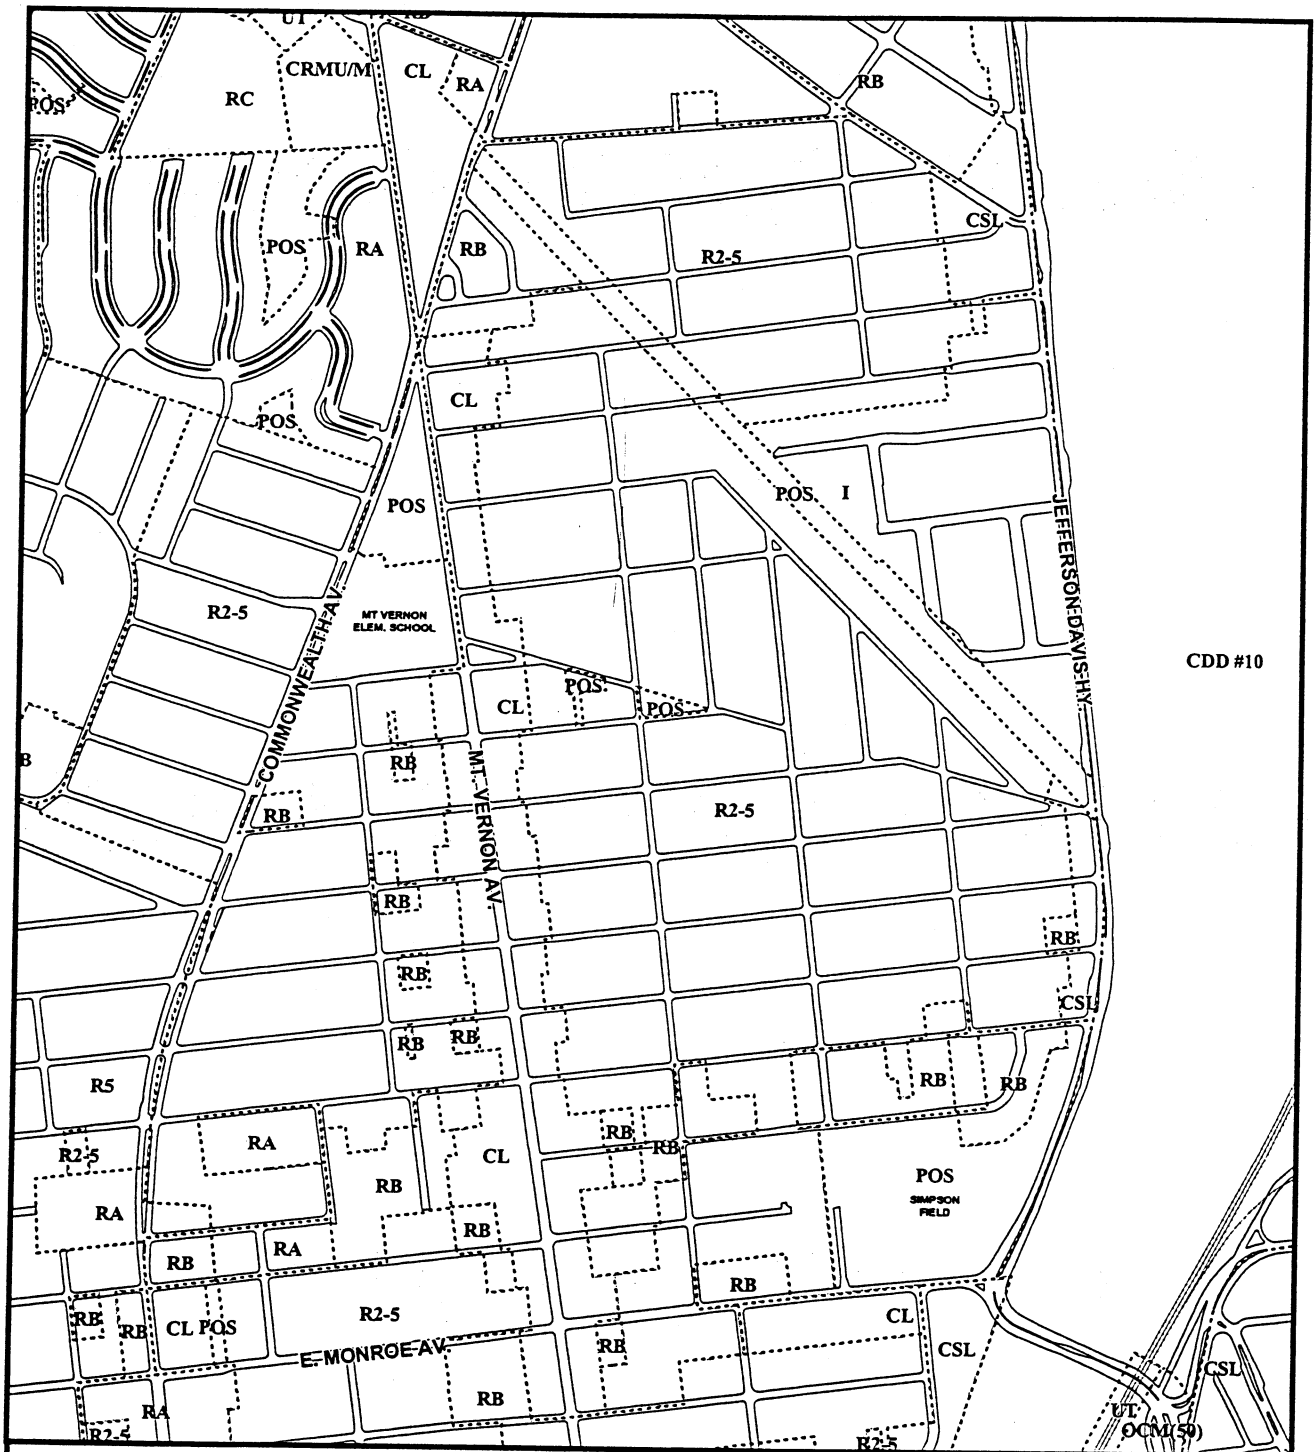 UT
RB
CRMU/M
CL
RA
RB
RC
POS
CSL
POS
RA
RB
R2-5
CL
POS
POS
POS
I
JEFFERSON DAVIS HY.
R2-5
COMMONWEALTH AV.
MT VERNON
ELEM. SCHOOL
CDD #10
POS
CL
POS
B
RB
MT. VERNON AV
RB
R2-5
RB
RB
RB
CSL
RB
RB
R5
RB
RB
RA
RB
RB
R2-5
CL
POS
SIMPSON
FIELD
RB
RA
RB
RA
RB
RB
RB
RB
CL
POS
R2-5
CL
E. MONROE AV.
RB
CSL
CSL
RB
RA
UT
OCM(50)
R2-5
R2-5